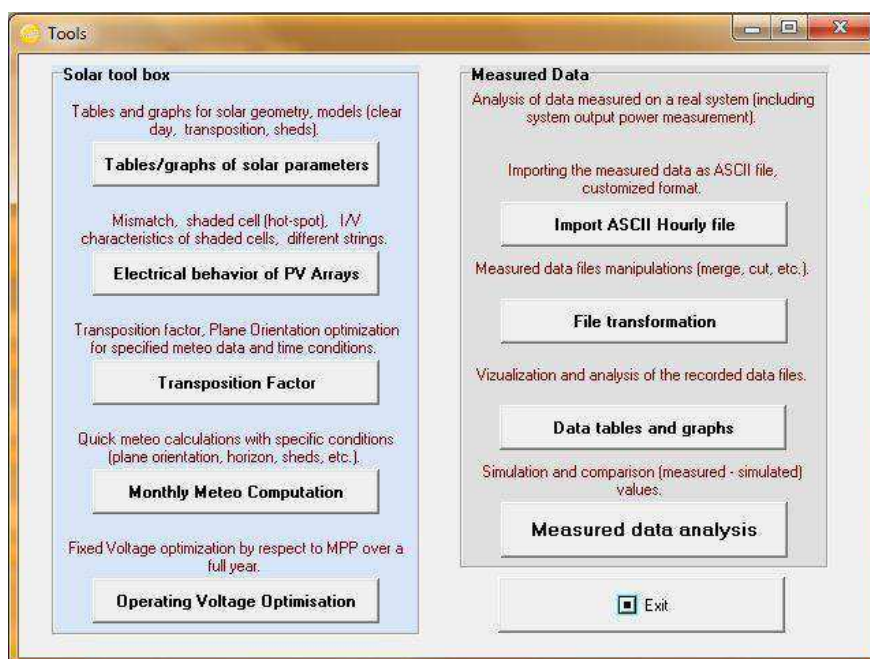 Tools
Solar tool box
Tables and graphs for solar geometry, models (clear
day, transposition, sheds).
Tables/graphs of solar parameters
Mismatch, shaded cell (hot-spot), I/V
characteristics of shaded cells, different strings.
Electrical behavior of PV Arrays
Transposition factor, Plane Orientation optimization
for specified meteo data and time conditions.
Transposition Factor
Quick meteo calculations with specific conditions
(plane orientation, horizon, sheds, etc.).
Monthly Meteo Computation
Fixed Voltage optimization by respect to MPP over a
full year.
Operating Voltage Optimisation
Measured Data
Analysis of data measured on a real system (including
system output power measurement).
Importing the measured data as ASCII file,
customized format.
Import ASCII Hourly file
Measured data files manipulations (merge, cut, etc.).
File transformation
Vizualization and analysis of the recorded data files.
Data tables and graphs
Simulation and comparison (measured - simulated)
values.
Measured data analysis
Exit